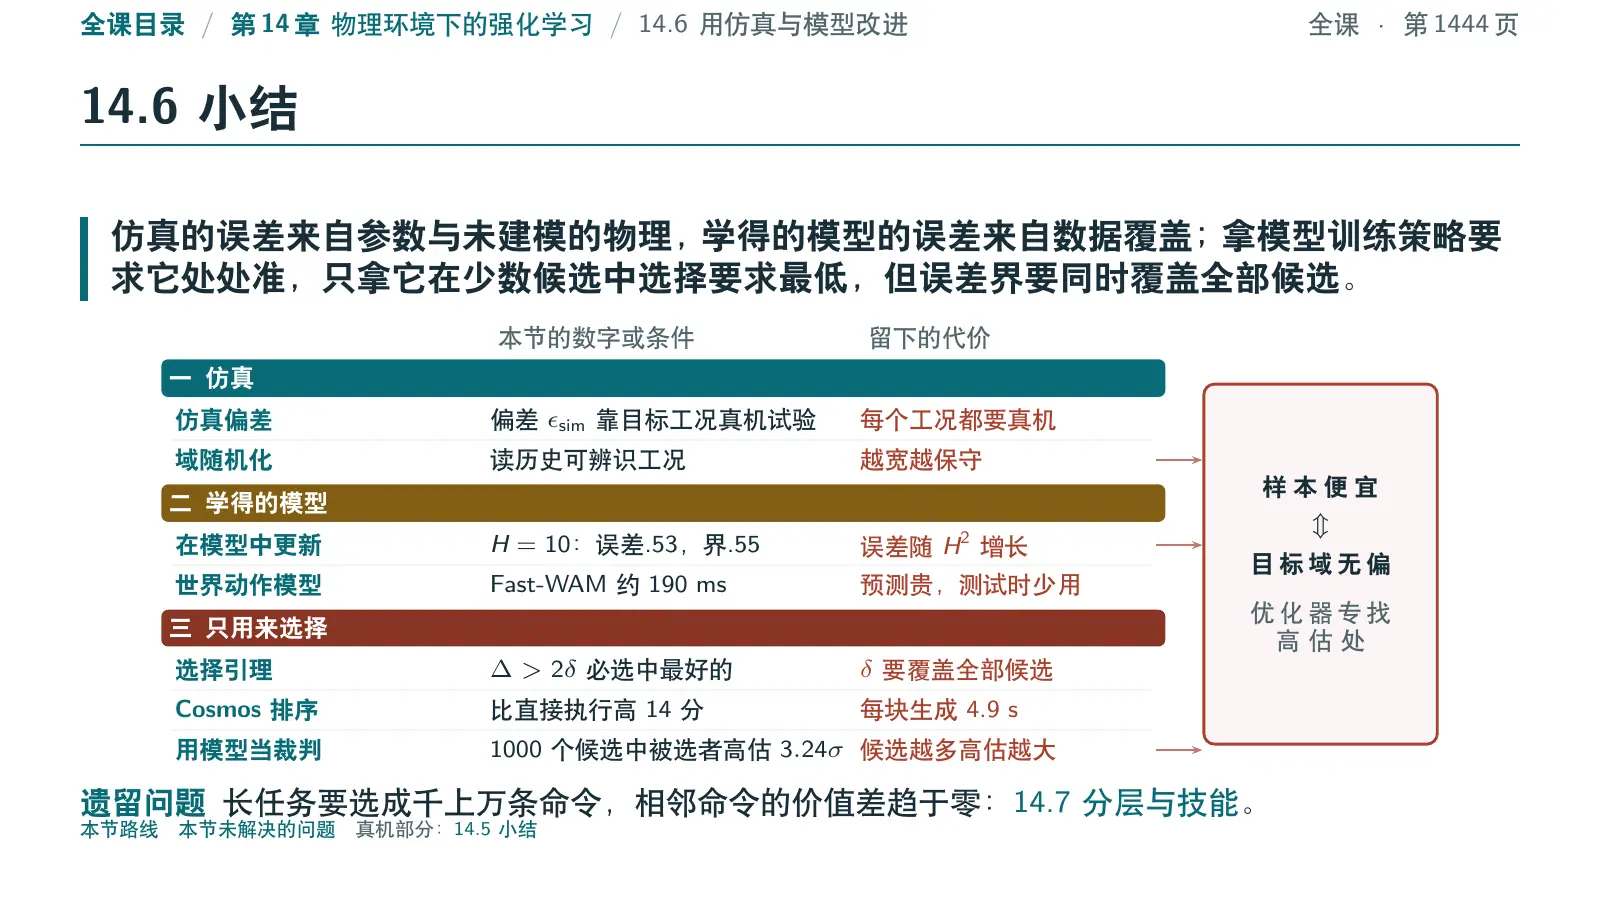 全课目录 / 第14章 物理环境下的强化学习 / 14.6 用仿真与模型改进
全课 · 第1444页
14.6 小结
仿真的误差来自参数与未建模的物理，学得的模型的误差来自数据覆盖；拿模型训练策略要
求它处处准，只拿它在少数候选中选择要求最低，但误差界要同时覆盖全部候选。
本节的数字或条件 留下的代价
一 仿真
仿真偏差 偏差 ϵsim 靠目标工况真机试验 每个工况都要真机
域随机化 读历史可辨识工况 越宽越保守
二 学得的模型
在模型中更新 H = 10：误差.53，界.55 误差随 H² 增长
世界动作模型 Fast-WAM 约 190 ms 预测贵，测试时少用
三 只用来选择
选择引理 Δ > 2δ 必选中最好的 δ 要覆盖全部候选
Cosmos 排序 比直接执行高 14 分 每块生成 4.9 s
用模型当裁判 1000 个候选中被选者高估 3.24σ 候选越多高估越大
样本便宜
⇕
目标域无偏
优化器专找
高估处
遗留问题 长任务要选成千上万条命令，相邻命令的价值差趋于零：14.7 分层与技能。
本节路线 本节未解决的问题 真机部分：14.5 小结